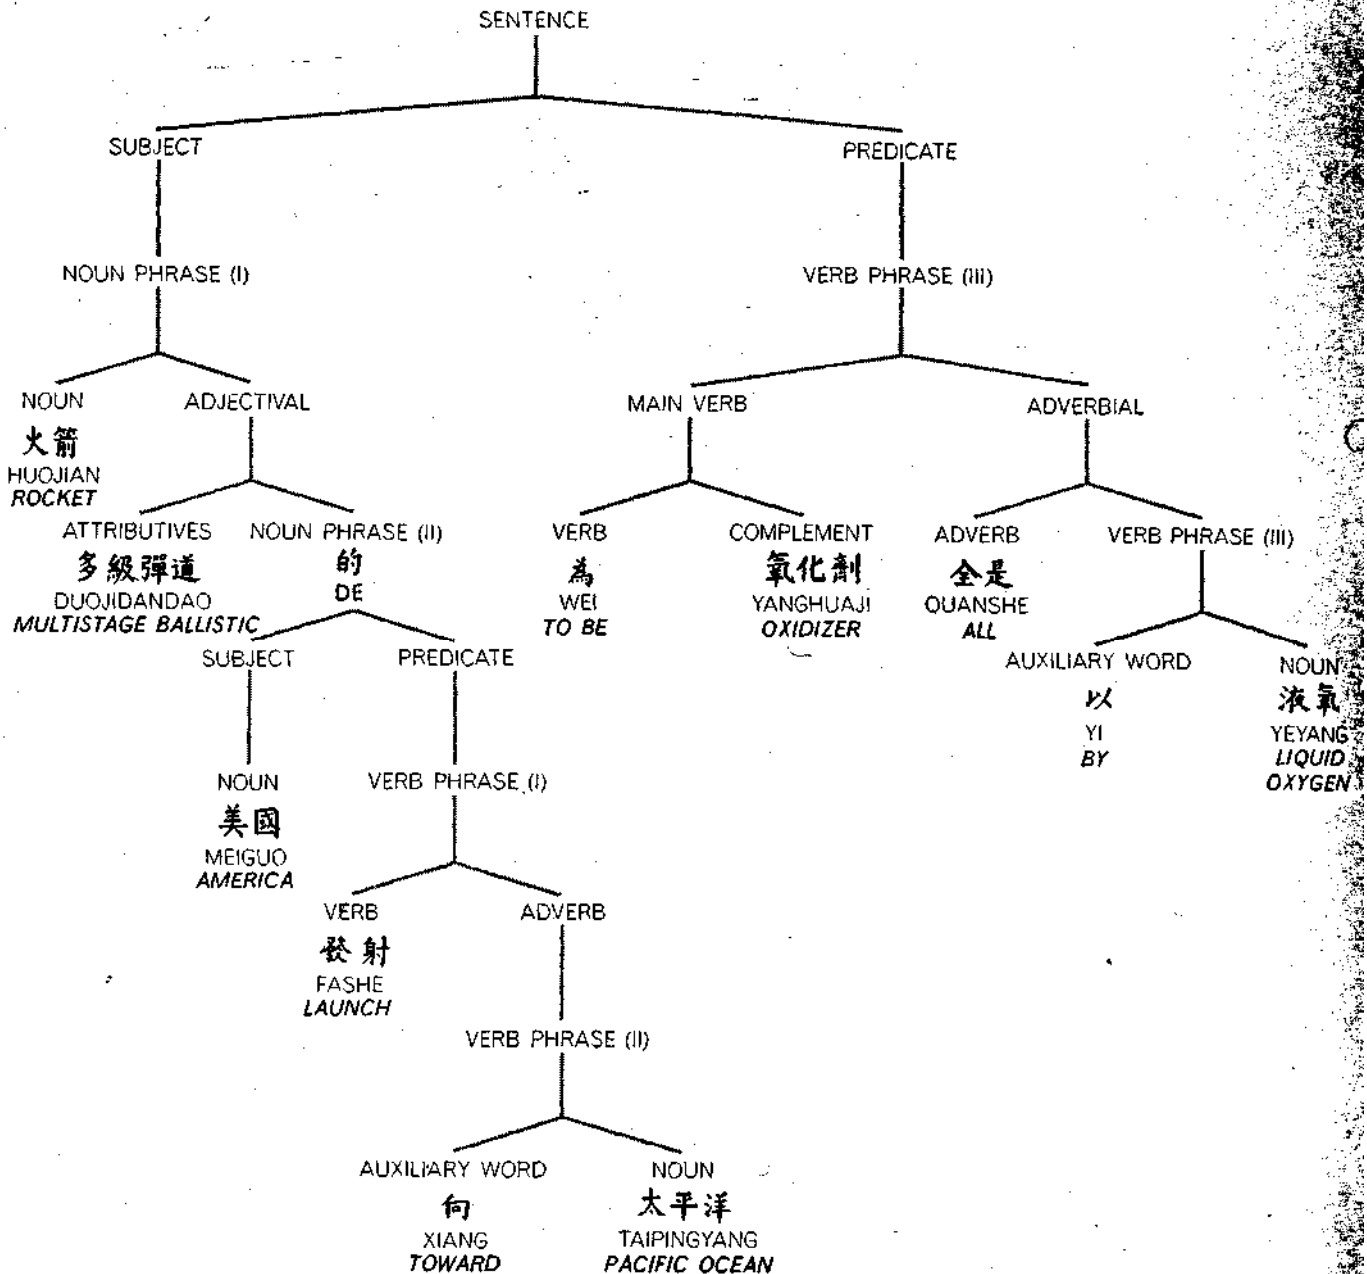 SENTENCE
SUBJECT
PREDICATE
NOUN PHRASE (I)
VERB PHRASE (III)
NOUN
ADJECTIVAL
MAIN VERB
ADVERBIAL
火箭
HUOJIAN
ROCKET
ATTRIBUTIVES
多級彈道
DUOJIDANDAO
MULTISTAGE BALLISTIC
NOUN PHRASE (II)
的
DE
VERB
為
WEI
TO BE
COMPLEMENT
氧化劑
YANGHUAJI
OXIDIZER
ADVERB
全是
QUANSHE
ALL
VERB PHRASE (III)
SUBJECT
PREDICATE
AUXILIARY WORD
以
YI
BY
NOUN
液氧
YEYANG
LIQUID
OXYGEN
NOUN
美國
MEIGUO
AMERICA
VERB PHRASE (I)
VERB
發射
FASHE
LAUNCH
ADVERB
VERB PHRASE (II)
AUXILIARY WORD
向
XIANG
TOWARD
NOUN
太平洋
TAIPINGYANG
PACIFIC OCEAN